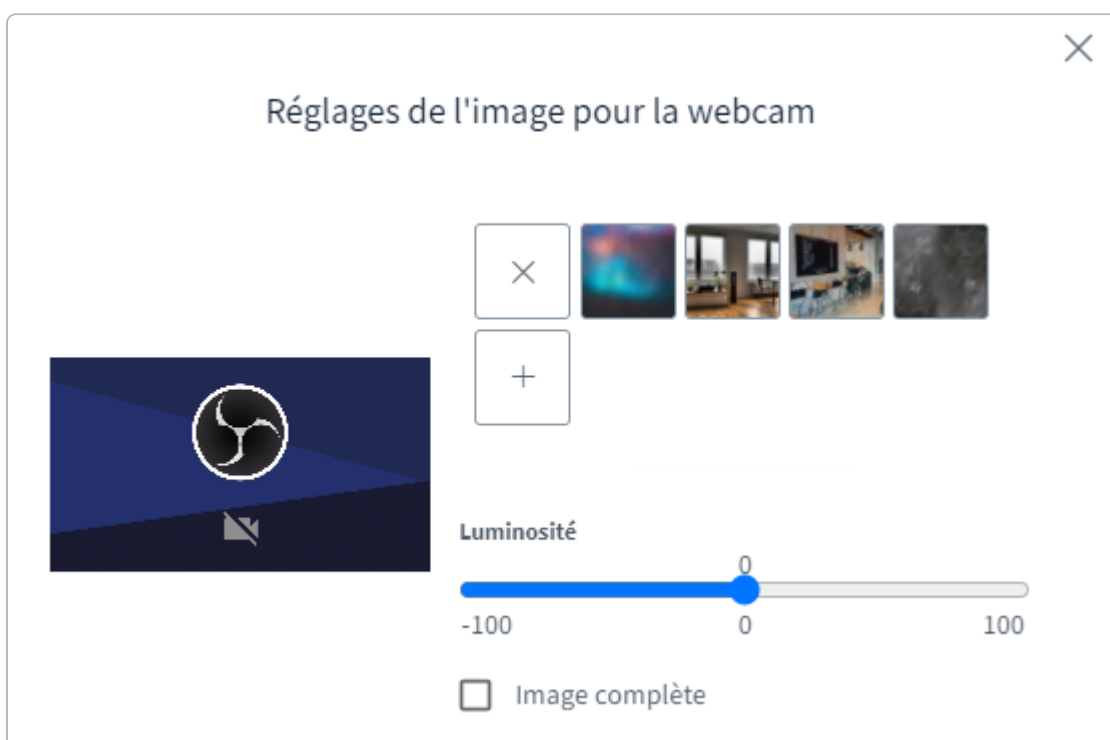 Réglages de l'image pour la webcam
Luminosité
0
-100 0 100
Image complète